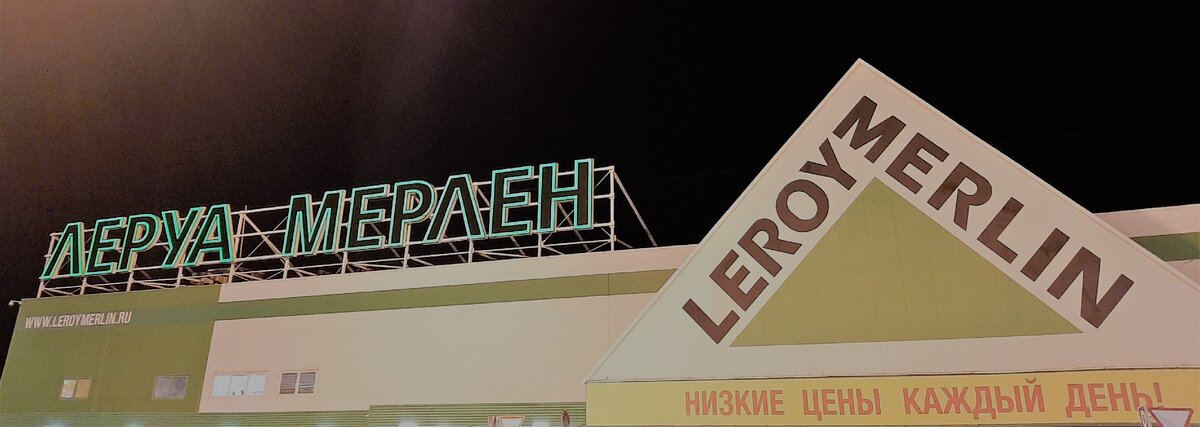 ЛЕРУА МЕРЛЕН
WWW.LEROYMERLIN.RU
LEROY MERLIN
НИЗКИЕ ЦЕНЫ КАЖДЫЙ ДЕНЬ!